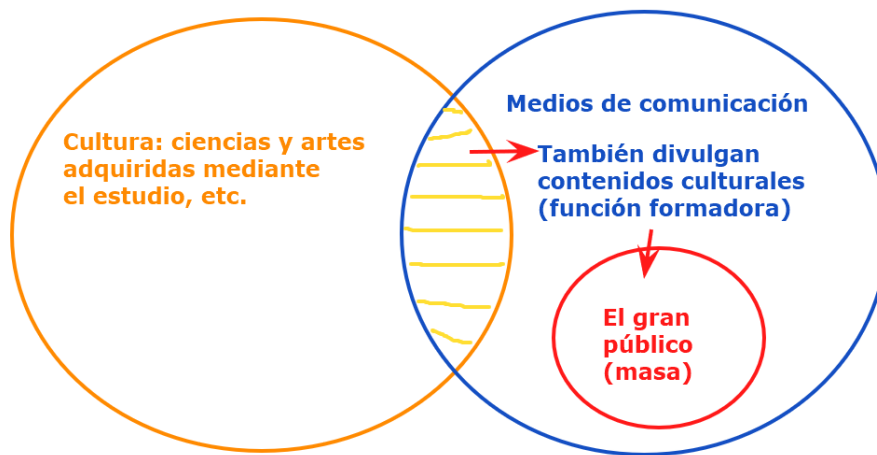 Cultura: ciencias y artes
adquiridas mediante
el estudio, etc.
Medios de comunicación
También divulgan
contenidos culturales
(función formadora)
El gran
público
(masa)